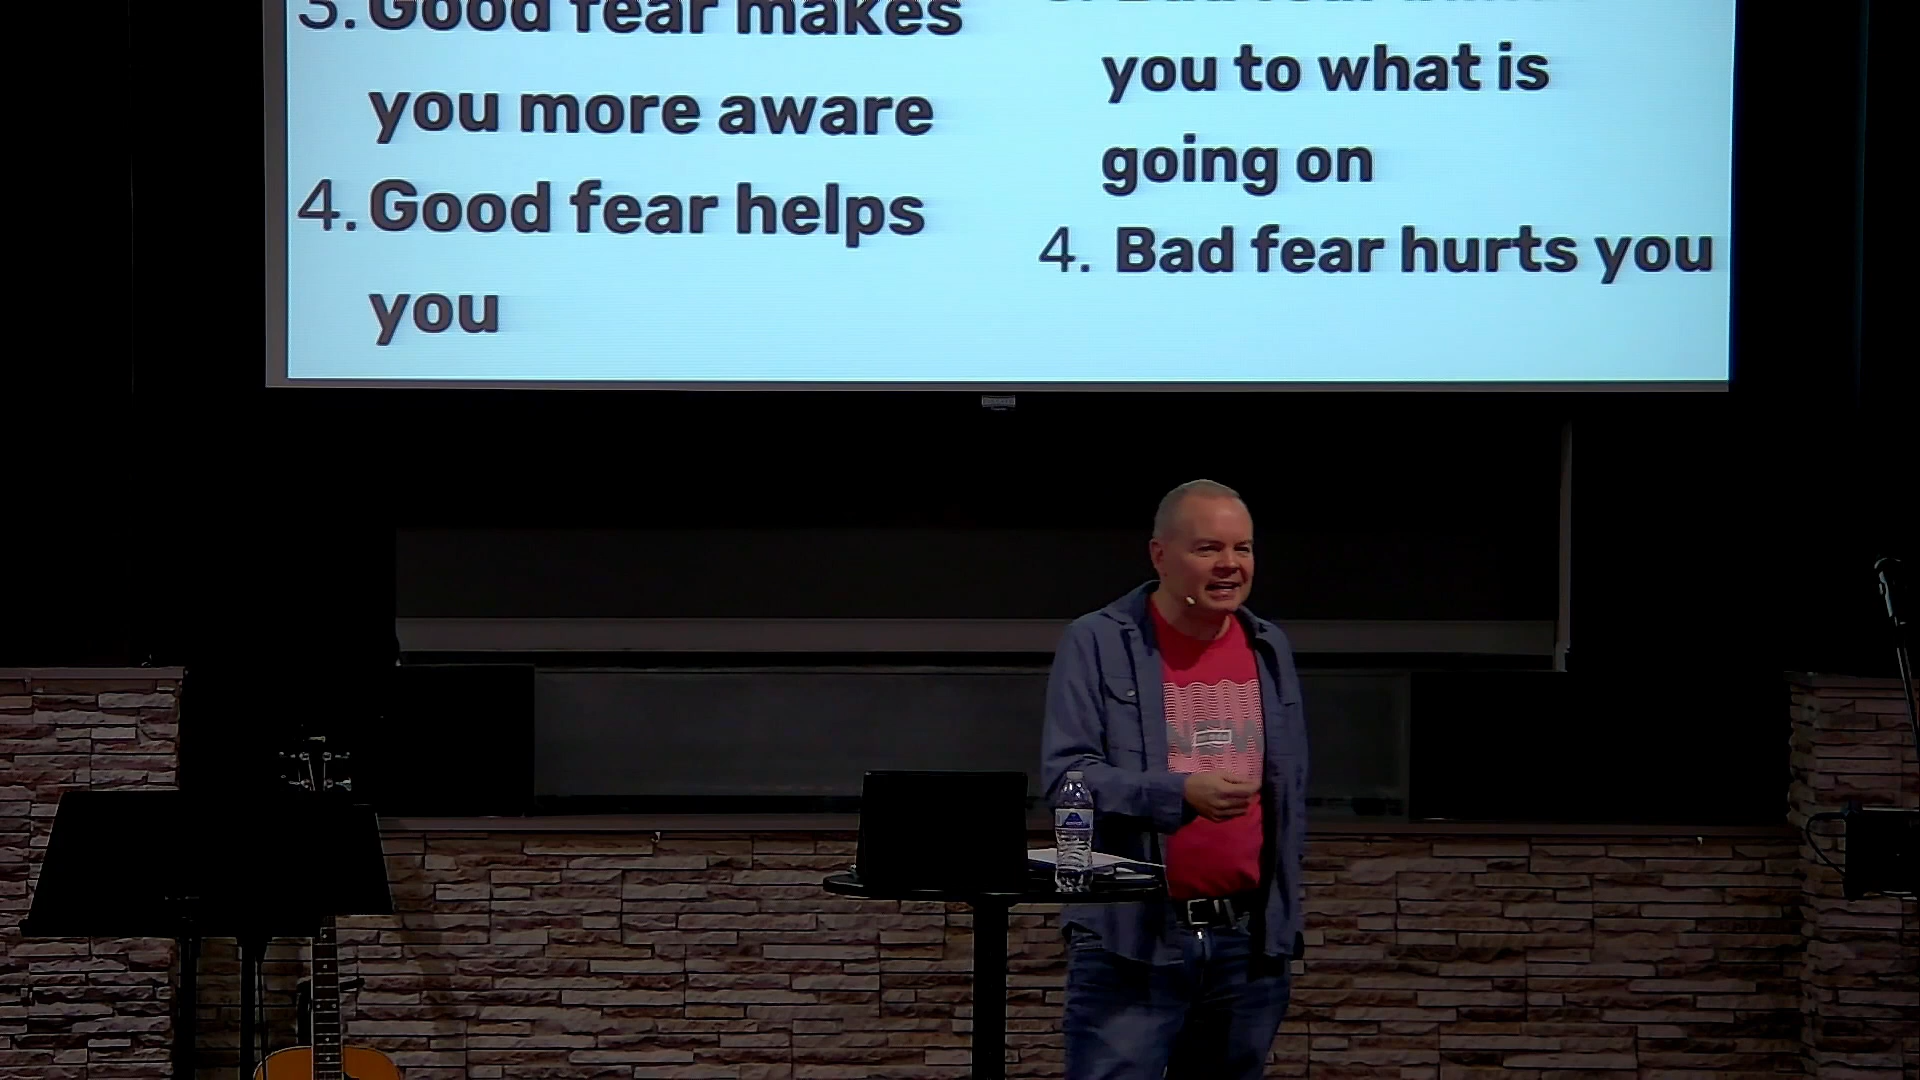 3. Good fear makes
you more aware
4. Good fear helps
you
you to what is
going on
4. Bad fear hurts you